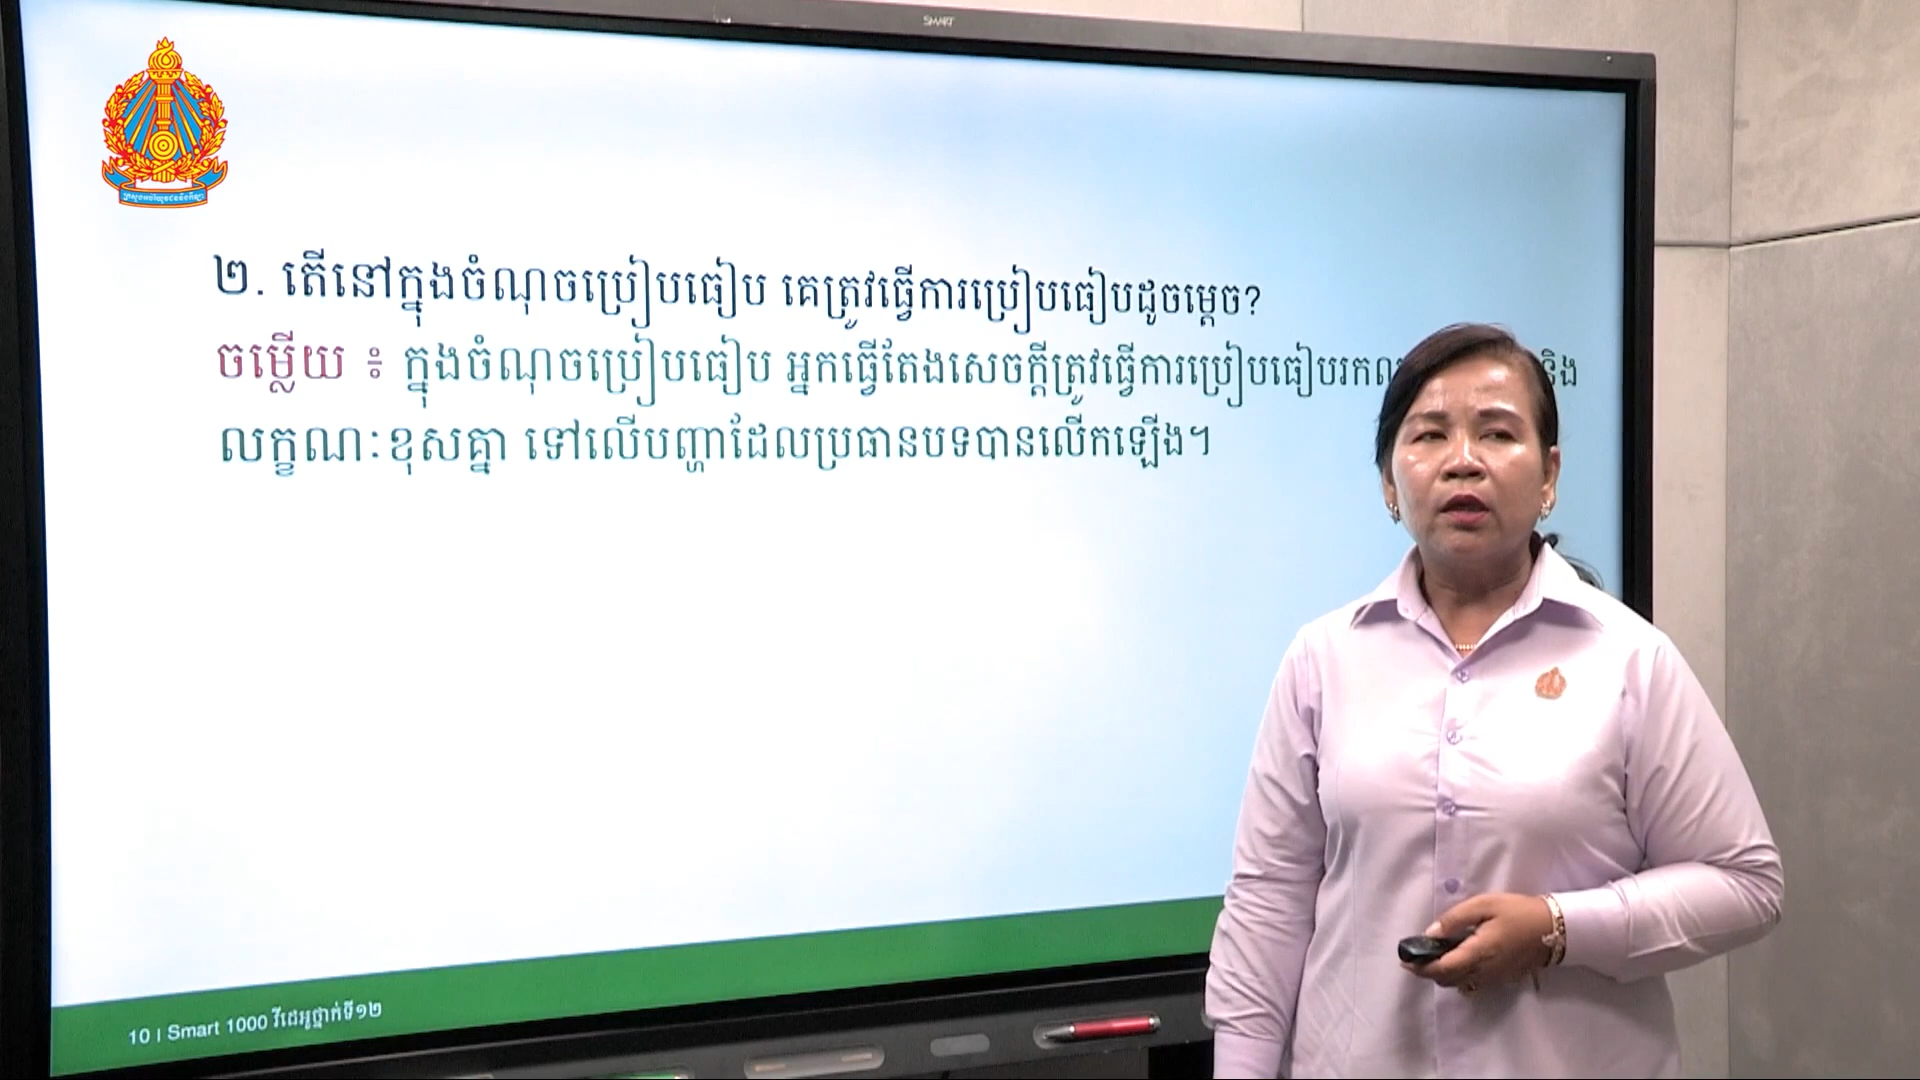 SMART
២. តើនៅក្នុងចំណុចប្រៀបធៀប គេត្រូវធ្វើការប្រៀបធៀបដូចម្ដេច?
ចម្លើយ ៖ ក្នុងចំណុចប្រៀបធៀប អ្នកធ្វើតែងសេចក្ដីត្រូវធ្វើការប្រៀបធៀបរក
លក្ខណៈខុសគ្នា ទៅលើបញ្ហាដែលប្រធានបទបានលើកឡើង។
10 | Smart 1000 វីដេអូថ្នាក់ទី១២